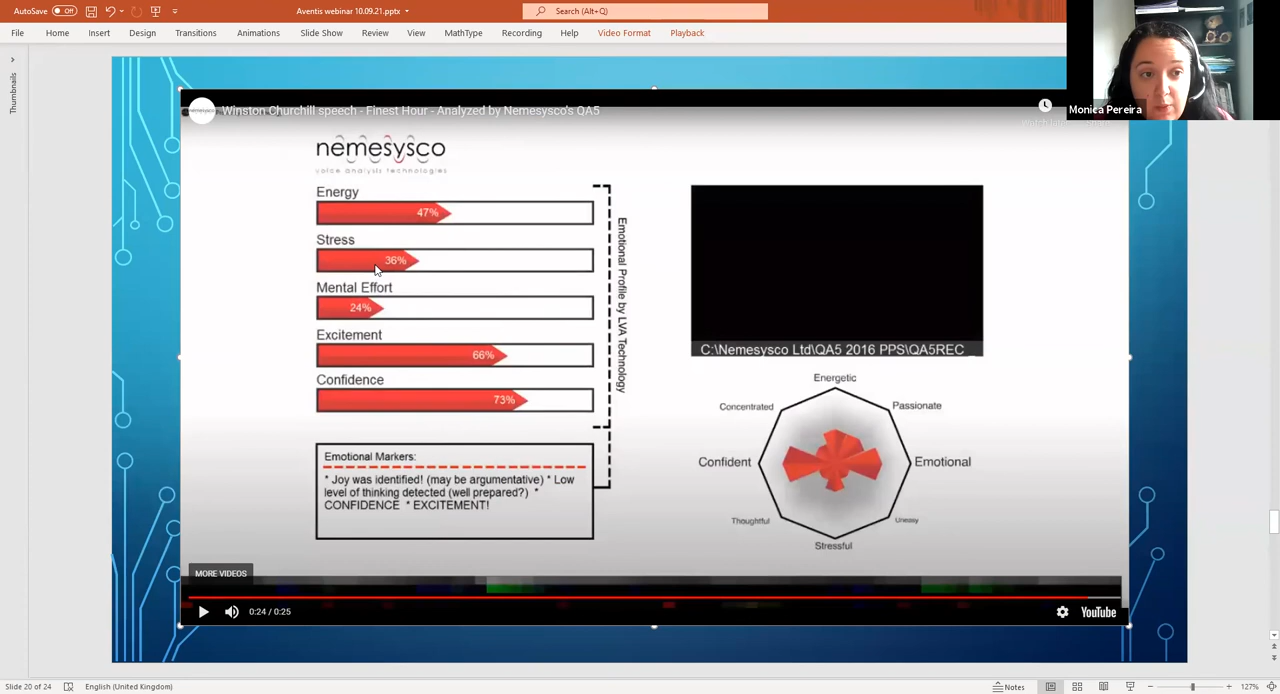 AutoSave Off
Aventis webinar 10.09.21.pptx
Search (Alt+Q)
File Home Insert Design Transitions Animations Slide Show Review View MathType Recording Help Video Format Playback
Thumbnails
Monica Pereira
Winston Churchill speech - Finest Hour - Analyzed by Nemesysco's QA5
Watch later
nemesysco
voice analysis technologies
Energy
47%
Stress
36%
Mental Effort
24%
Excitement
66%
Confidence
73%
Emotional Profile by LVA Technology
Emotional Markers:
* Joy was identified! (may be argumentative) * Low
level of thinking detected (well prepared?) *
CONFIDENCE * EXCITEMENT!
C:\Nemesysco Ltd\QA5 2016 PPS\QA5REC
Energetic
Concentrated
Passionate
Confident
Emotional
Thoughtful
Uneasy
Stressful
MORE VIDEOS
0:24 / 0:25
YouTube
Slide 20 of 24
English (United Kingdom)
Notes
127%